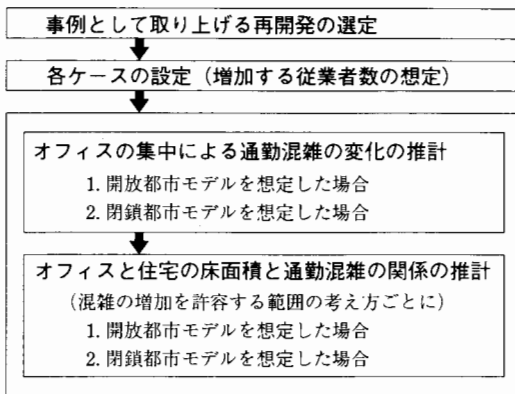 事例として取り上げる再開発の選定
各ケースの設定（増加する従業者数の想定）
オフィスの集中による通勤混雑の変化の推計
1. 開放都市モデルを想定した場合
2. 閉鎖都市モデルを想定した場合
オフィスと住宅の床面積と通勤混雑の関係の推計
（混雑の増加を許容する範囲の考え方ごとに）
1. 開放都市モデルを想定した場合
2. 閉鎖都市モデルを想定した場合